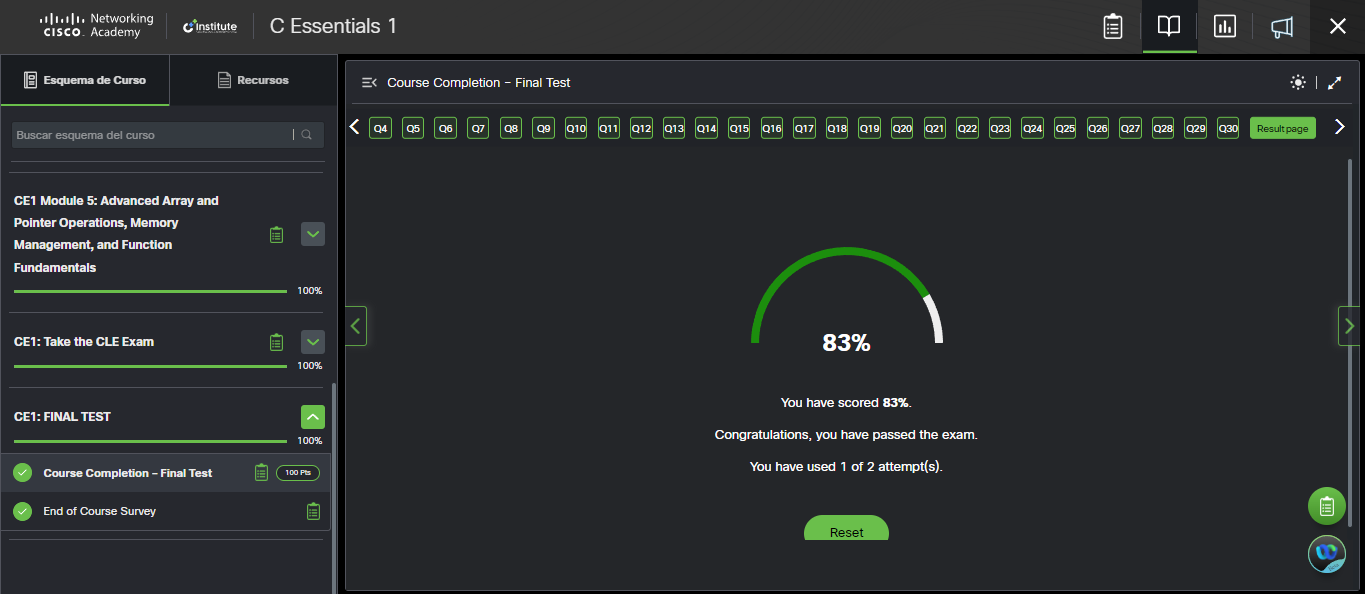 Networking
Academy
CISCO
C Institute
C Essentials 1
Esquema de Curso
Recursos
Buscar esquema del curso
CE1 Module 5: Advanced Array and
Pointer Operations, Memory
Management, and Function
Fundamentals
100%
CE1: Take the CLE Exam
100%
CE1: FINAL TEST
100%
Course Completion – Final Test
100 Pts
End of Course Survey
Course Completion – Final Test
Q4 Q5 Q6 Q7 Q8 Q9 Q10 Q11 Q12 Q13 Q14 Q15 Q16 Q17 Q18 Q19 Q20 Q21 Q22 Q23 Q24 Q25 Q26 Q27 Q28 Q29 Q30 Result page
83%
You have scored 83%.
Congratulations, you have passed the exam.
You have used 1 of 2 attempt(s).
Reset